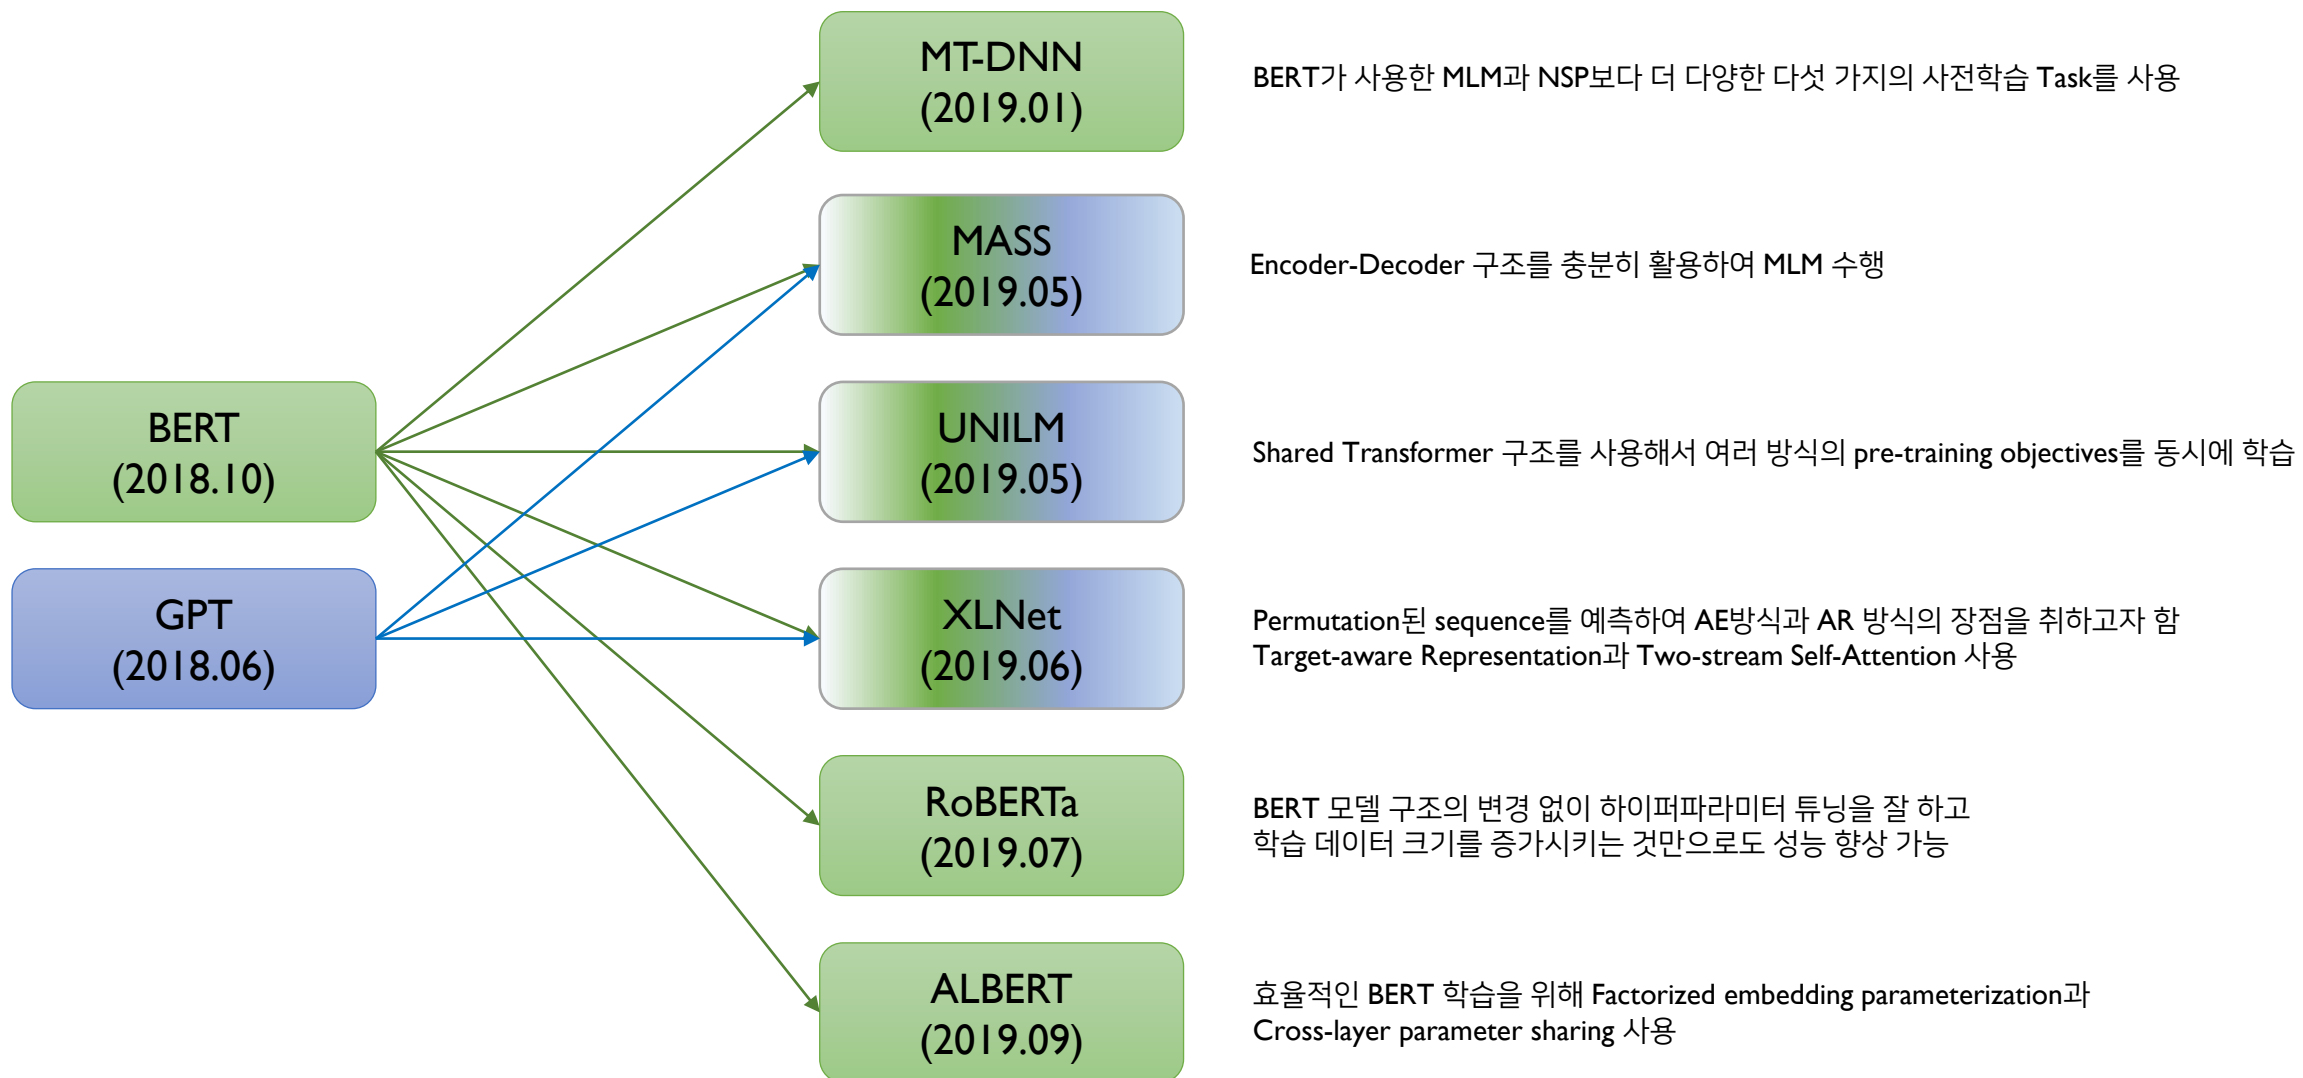 MT-DNN
(2019.01)
BERT가 사용한 MLM과 NSP보다 더 다양한 다섯 가지의 사전학습 Task를 사용
MASS
(2019.05)
Encoder-Decoder 구조를 충분히 활용하여 MLM 수행
BERT
(2018.10)
UNILM
(2019.05)
Shared Transformer 구조를 사용해서 여러 방식의 pre-training objectives를 동시에 학습
GPT
(2018.06)
XLNet
(2019.06)
Permutation된 sequence를 예측하여 AE방식과 AR 방식의 장점을 취하고자 함
Target-aware Representation과 Two-stream Self-Attention 사용
RoBERTa
(2019.07)
BERT 모델 구조의 변경 없이 하이퍼파라미터 튜닝을 잘 하고
학습 데이터 크기를 증가시키는 것만으로도 성능 향상 가능
ALBERT
(2019.09)
효율적인 BERT 학습을 위해 Factorized embedding parameterization과
Cross-layer parameter sharing 사용